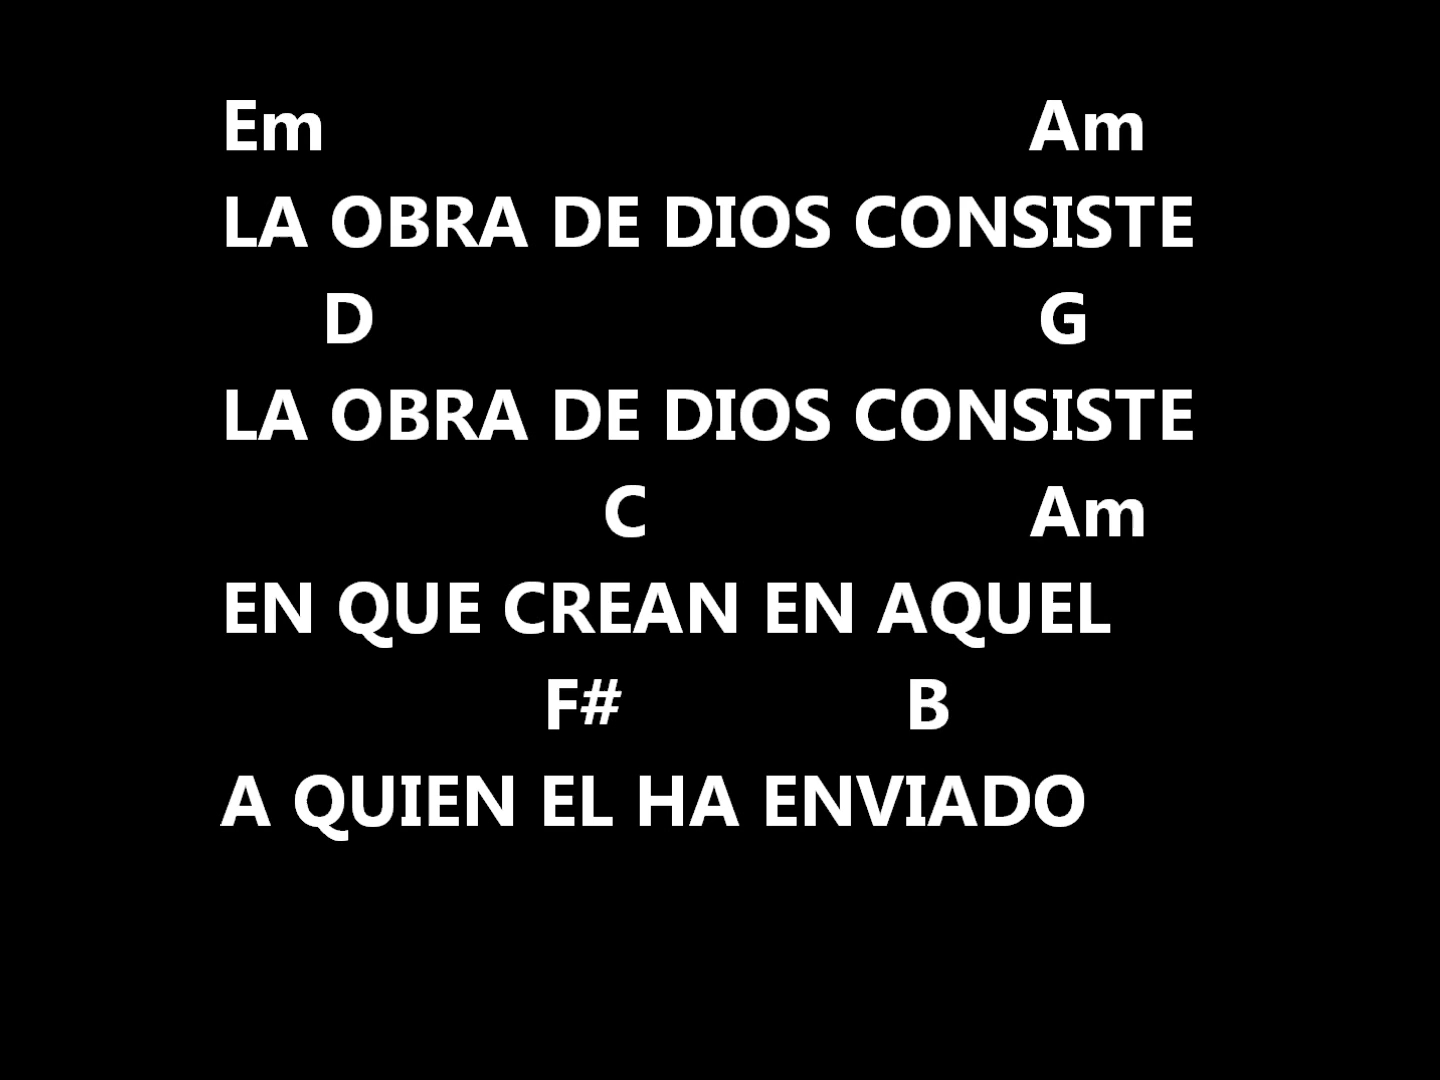 Em Am
LA OBRA DE DIOS CONSISTE
D G
LA OBRA DE DIOS CONSISTE
C Am
EN QUE CREAN EN AQUEL
F# B
A QUIEN EL HA ENVIADO